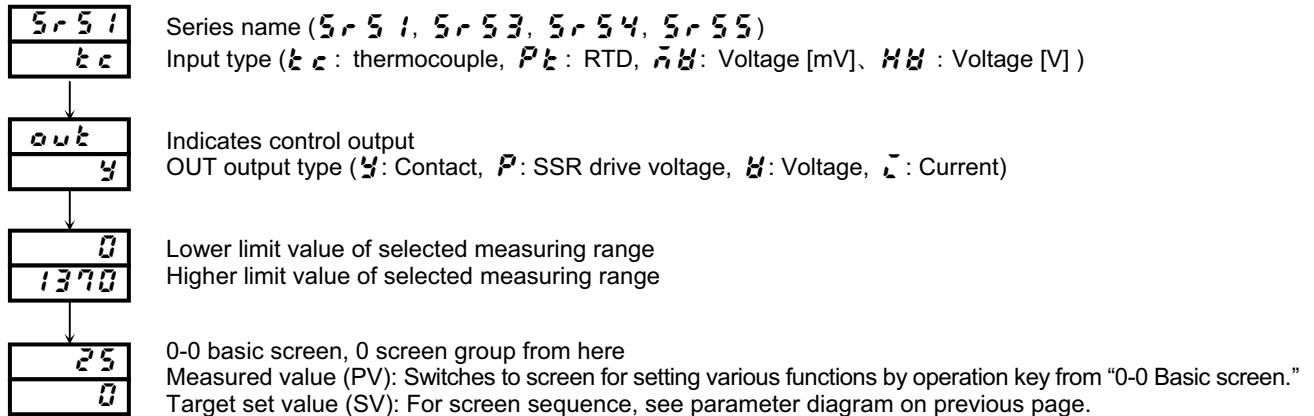 SrS1
tc
Series name (SrS1, SrS3, SrS4, SrS5)
Input type (tc : thermocouple, Pt : RTD, mV: Voltage [mV]、HV : Voltage [V] )
out
Y
Indicates control output
OUT output type (Y: Contact, P: SSR drive voltage, V: Voltage, i : Current)
0
1370
Lower limit value of selected measuring range
Higher limit value of selected measuring range
25
0
0-0 basic screen, 0 screen group from here
Measured value (PV): Switches to screen for setting various functions by operation key from “0-0 Basic screen.”
Target set value (SV): For screen sequence, see parameter diagram on previous page.